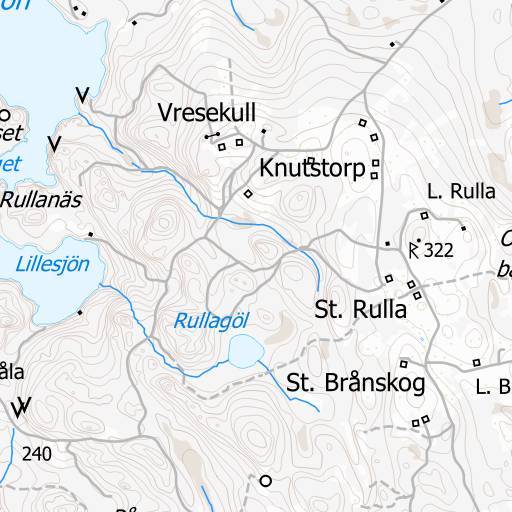 Vresekull
Knutstorp
Rullanäs
L. Rulla
322
Lillesjön
St. Rulla
Rullagöl
St. Brånskog
L. B
240